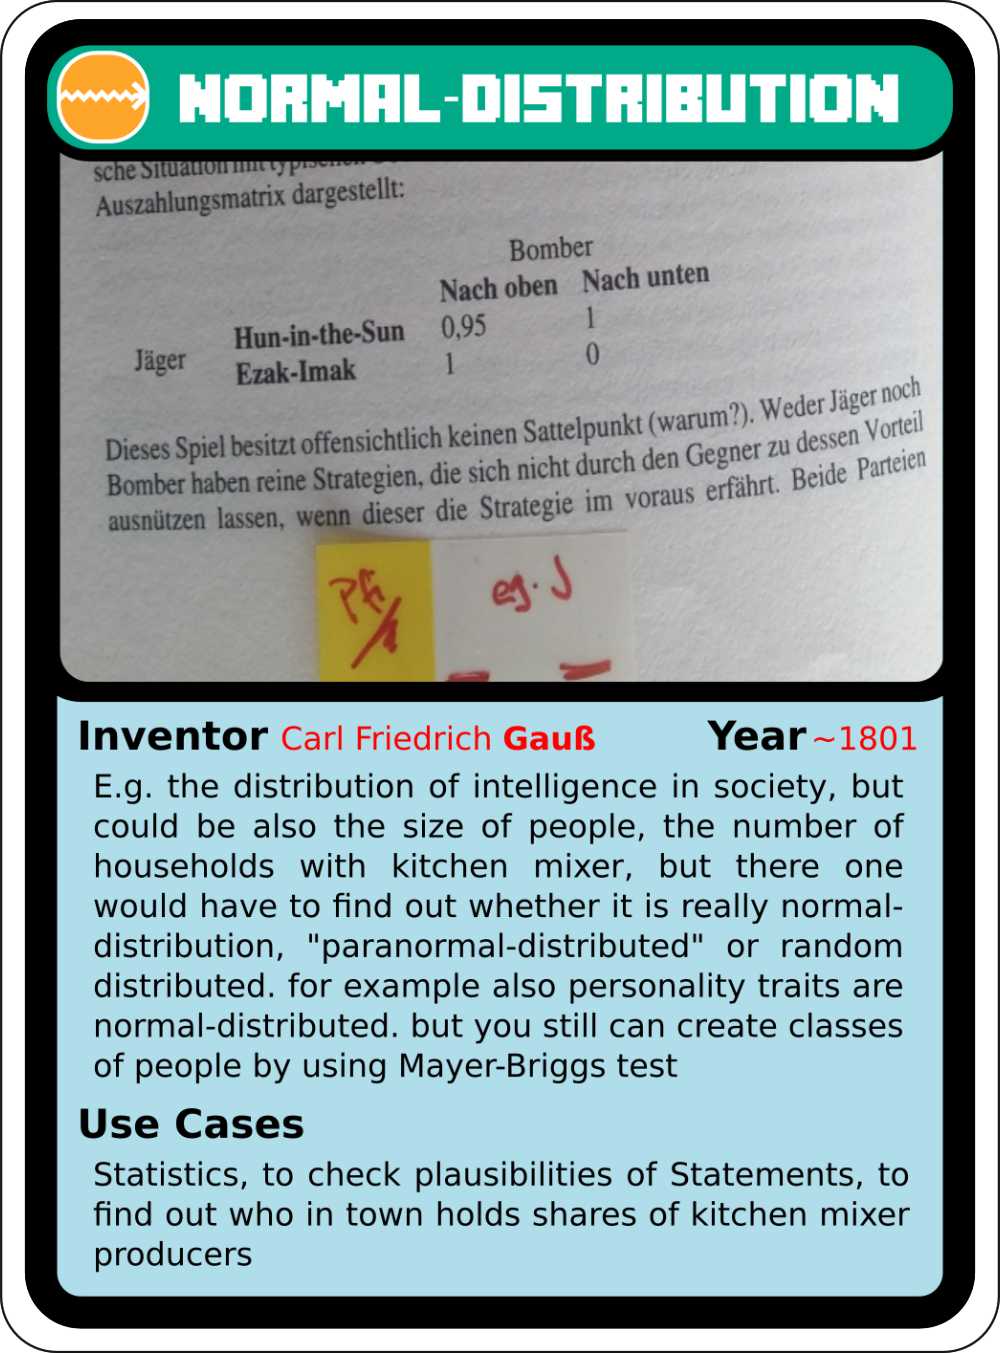 NORMAL-DISTRIBUTION
sche Situation mit typischen
Auszahlungsmatrix dargestellt:
Bomber
Nach oben Nach unten
Hun-in-the-Sun 0,95 1
Jäger
Ezak-Imak 1 0
Dieses Spiel besitzt offensichtlich keinen Sattelpunkt (warum?). Weder Jäger noch
Bomber haben reine Strategien, die sich nicht durch den Gegner zu dessen Vorteil
ausnützen lassen, wenn dieser die Strategie im voraus erfährt. Beide Parteien
eg. J
Inventor Carl Friedrich Gauß Year ~1801
E.g. the distribution of intelligence in society, but
could be also the size of people, the number of
households with kitchen mixer, but there one
would have to find out whether it is really normal-
distribution, "paranormal-distributed" or random
distributed. for example also personality traits are
normal-distributed. but you still can create classes
of people by using Mayer-Briggs test
Use Cases
Statistics, to check plausibilities of Statements, to
find out who in town holds shares of kitchen mixer
producers